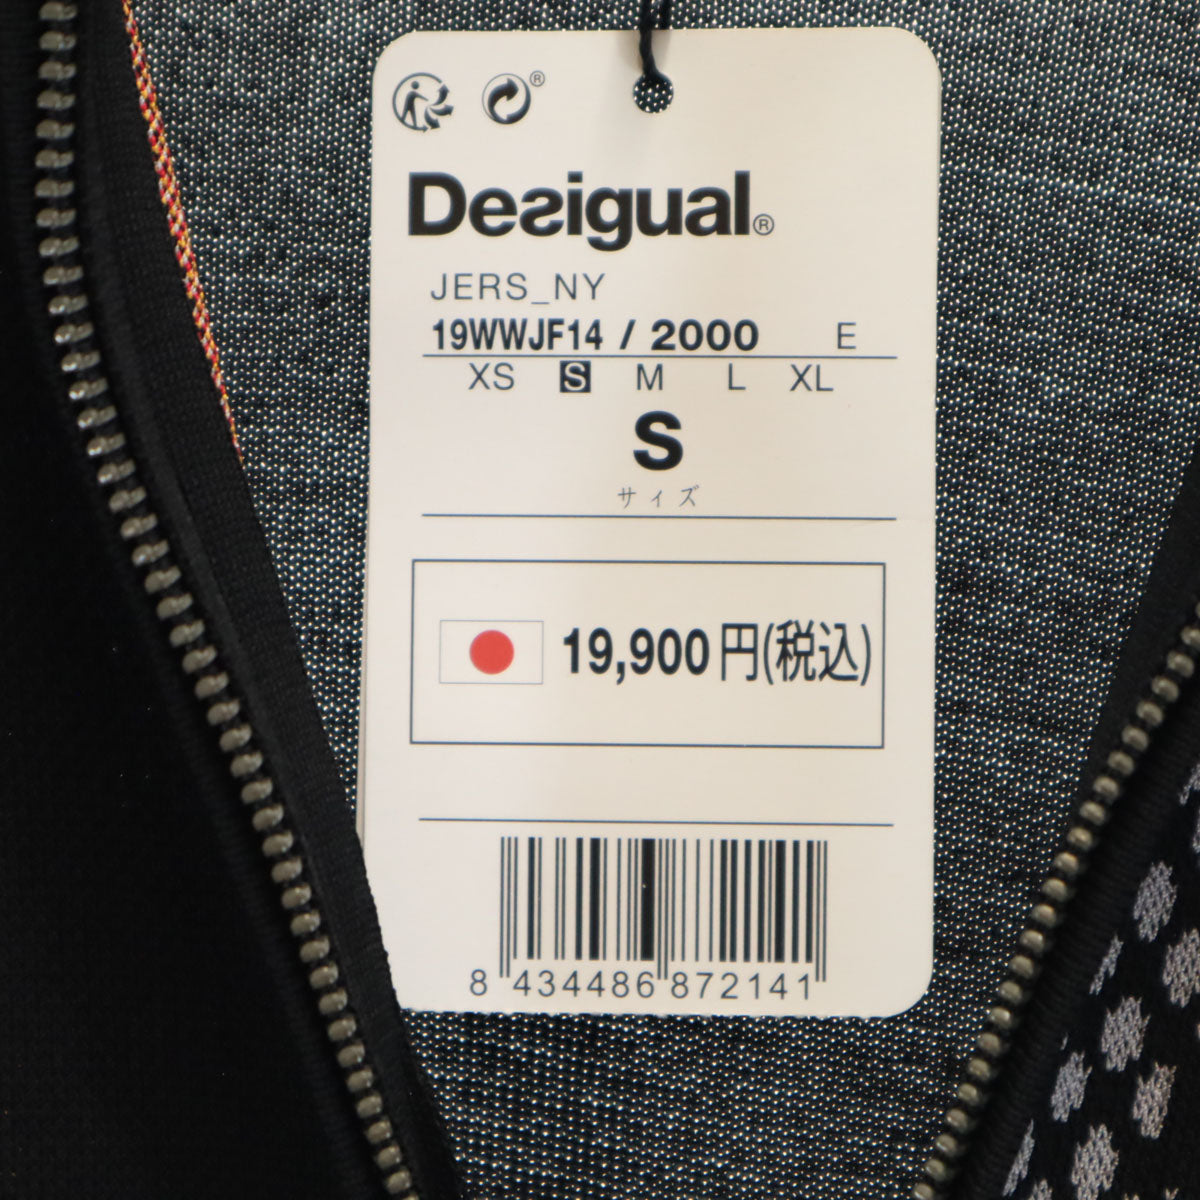 ®
Desigual®
JERS_NY
19WWJF14 / 2000 E
XS S M L XL
S
サイズ
19,900円(税込)
8 434486 872141